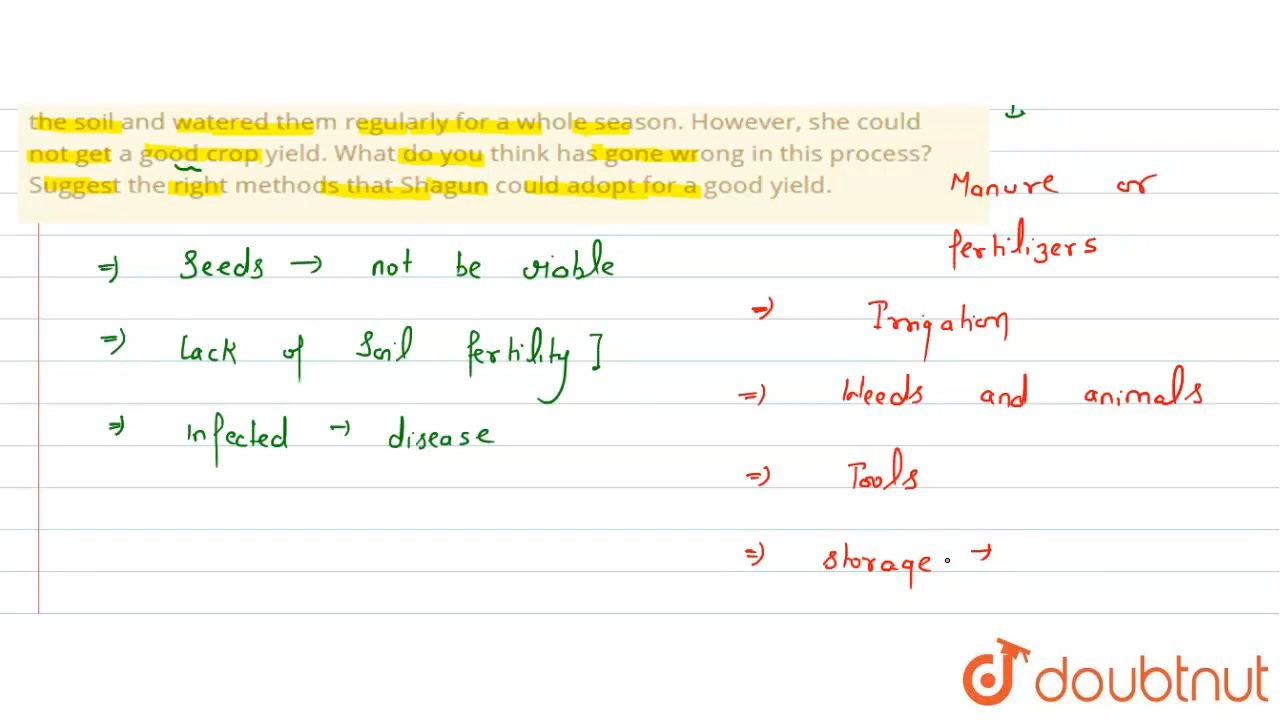 the soil and watered them regularly for a whole season. However, she could
not get a good crop yield. What do you think has gone wrong in this process?
Suggest the right methods that Shagun could adopt for a good yield.
⇒ Seeds → not be viable
⇒ Lack of Soil fertility ]
⇒ Infected → disease
↓
Manure or
fertilizers
⇒ Irrigation
⇒ Weeds and animals
⇒ Tools
⇒ storage →
doubtnut